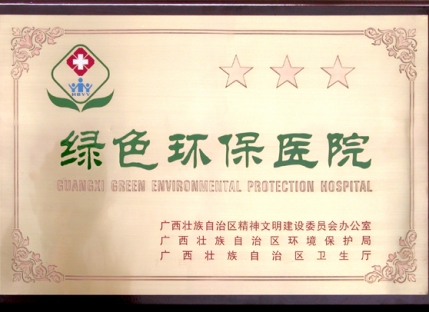 绿色环保医院
GUANGXI GREEN ENVIRONMENTAL PROTECTION HOSPITAL
广西壮族自治区精神文明建设委员会办公室
广西壮族自治区环境保护局
广西壮族自治区卫生厅